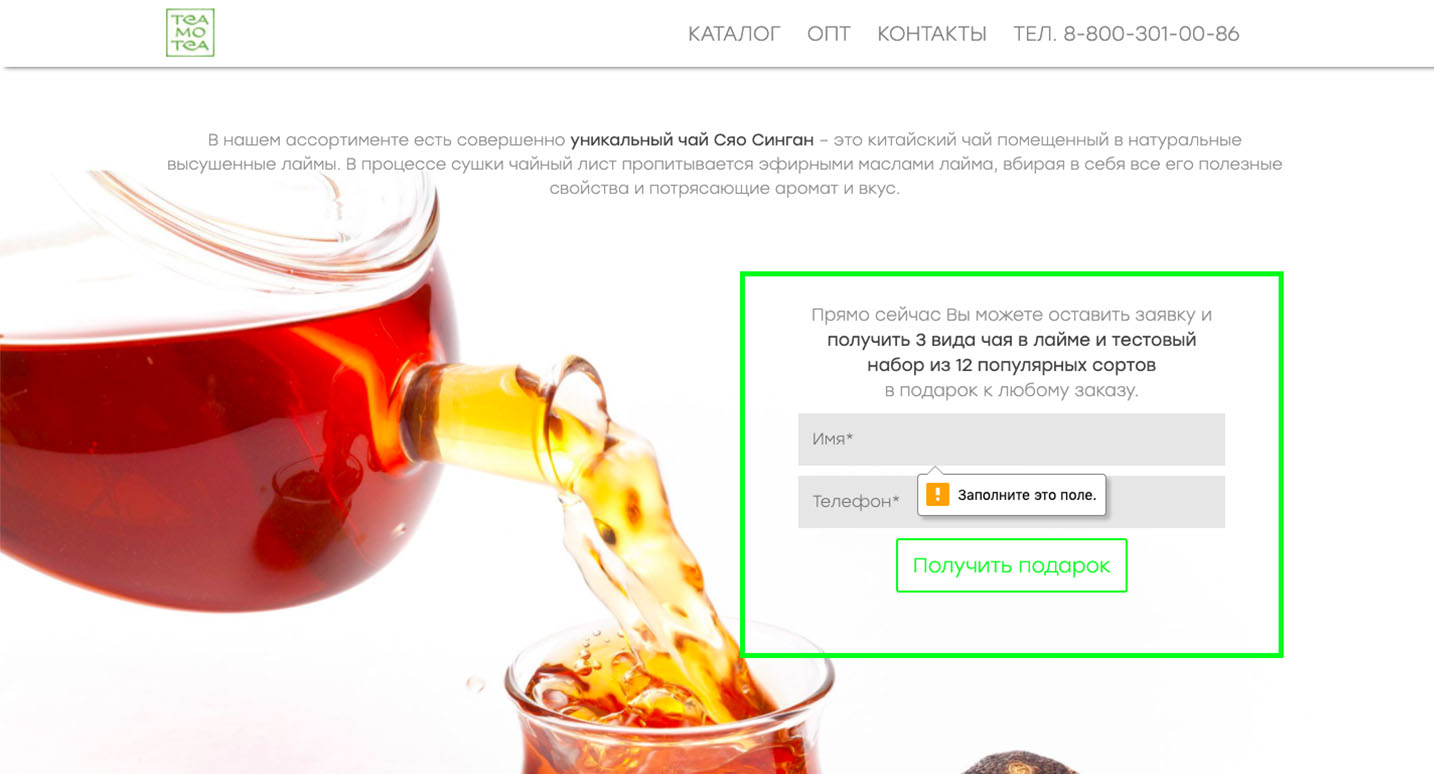 TEA
MO
TEA
КАТАЛОГ ОПТ КОНТАКТЫ ТЕЛ. 8-800-301-00-86
В нашем ассортименте есть совершенно уникальный чай Сяо Синган – это китайский чай помещенный в натуральные
высушенные лаймы. В процессе сушки чайный лист пропитывается эфирными маслами лайма, вбирая в себя все его полезные
свойства и потрясающие аромат и вкус.
Прямо сейчас Вы можете оставить заявку и
получить 3 вида чая в лайме и тестовый
набор из 12 популярных сортов
в подарок к любому заказу.
Имя*
Заполните это поле.
Телефон*
Получить подарок